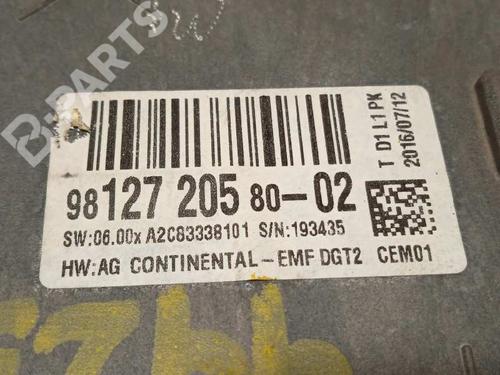 B-PARTS
98127 205 80-02
SW:06.00x A2C83338101 S/N:193435
HW:AG CONTINENTAL-EMF DGT2 CEM01
T D1 L1 PK
2016/07/12